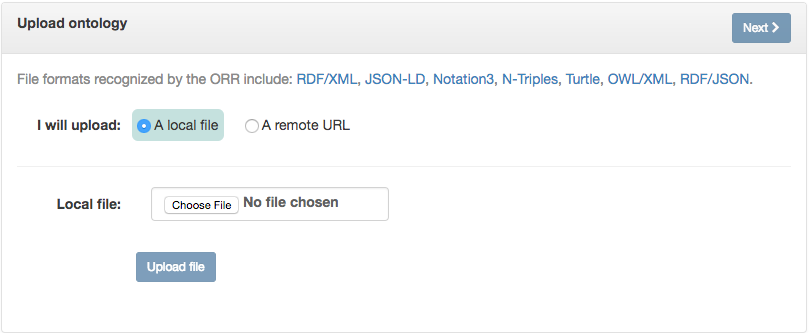 Upload ontology
Next
File formats recognized by the ORR include: RDF/XML, JSON-LD, Notation3, N-Triples, Turtle, OWL/XML, RDF/JSON.
I will upload: A local file A remote URL
Local file: Choose File No file chosen
Upload file